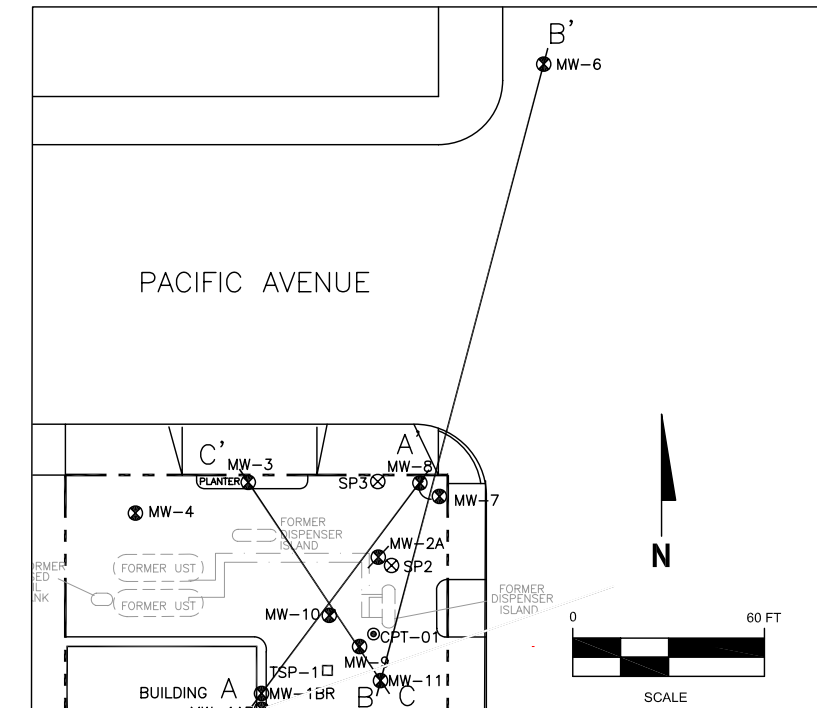 B'
MW-6
PACIFIC AVENUE
C'
A'
MW-3
MW-8
PLANTER
SP3
MW-7
MW-4
FORMER
DISPENSER
ISLAND
MW-2A
SP2
FORMER UST
FORMER UST
FORMER
DISPENSER
ISLAND
MW-10
CPT-01
MW-9
TSP-1
MW-11
BUILDING
A
MW-1BR
B
C
N
0
60 FT
SCALE